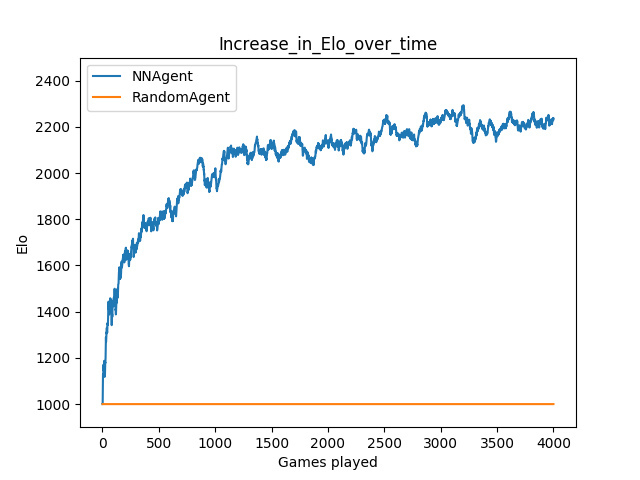 Increase_in_Elo_over_time
NNAgent
RandomAgent
2400
2200
2000
1800
1600
1400
1200
1000
Elo
0 500 1000 1500 2000 2500 3000 3500 4000
Games played